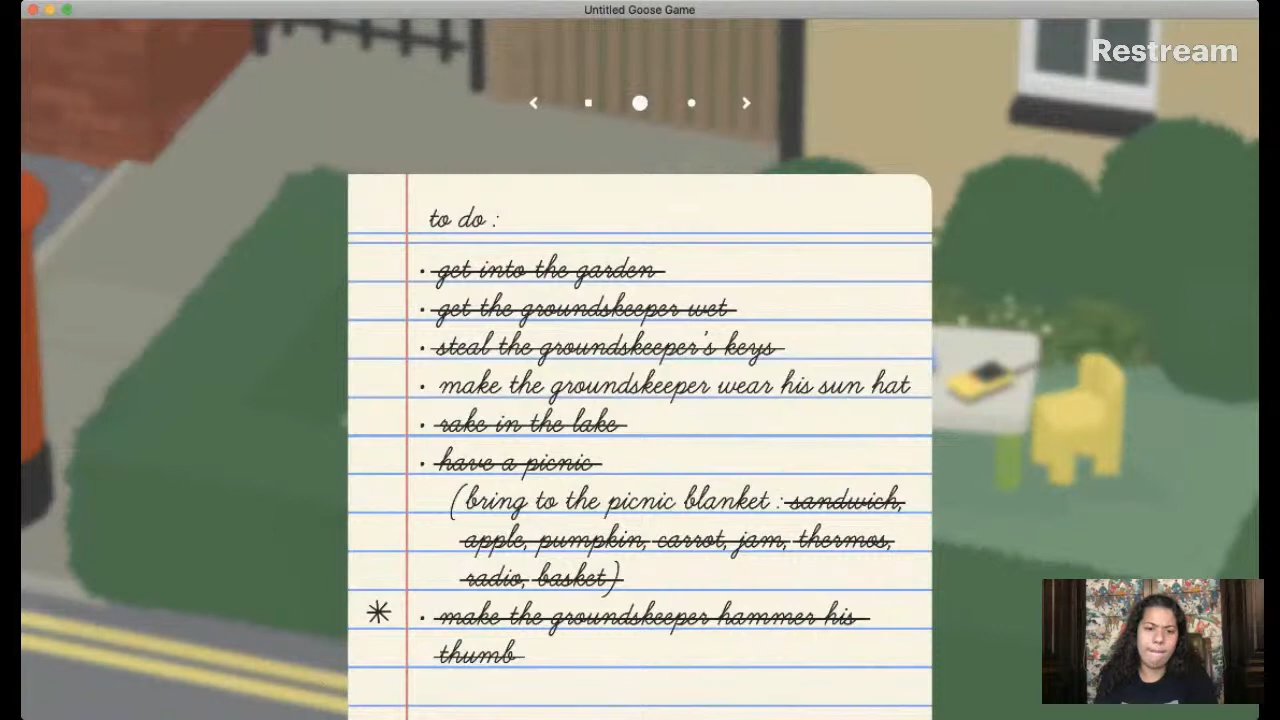 Untitled Goose Game
Restream
to do :
• get into the garden
• get the groundskeeper wet
• steal the groundskeeper's keys
• make the groundskeeper wear his sun hat
• rake in the lake
• have a picnic
(bring to the picnic blanket : sandwich,
apple, pumpkin, carrot, jam, thermos,
radio, basket)
* • make the groundskeeper hammer his
thumb